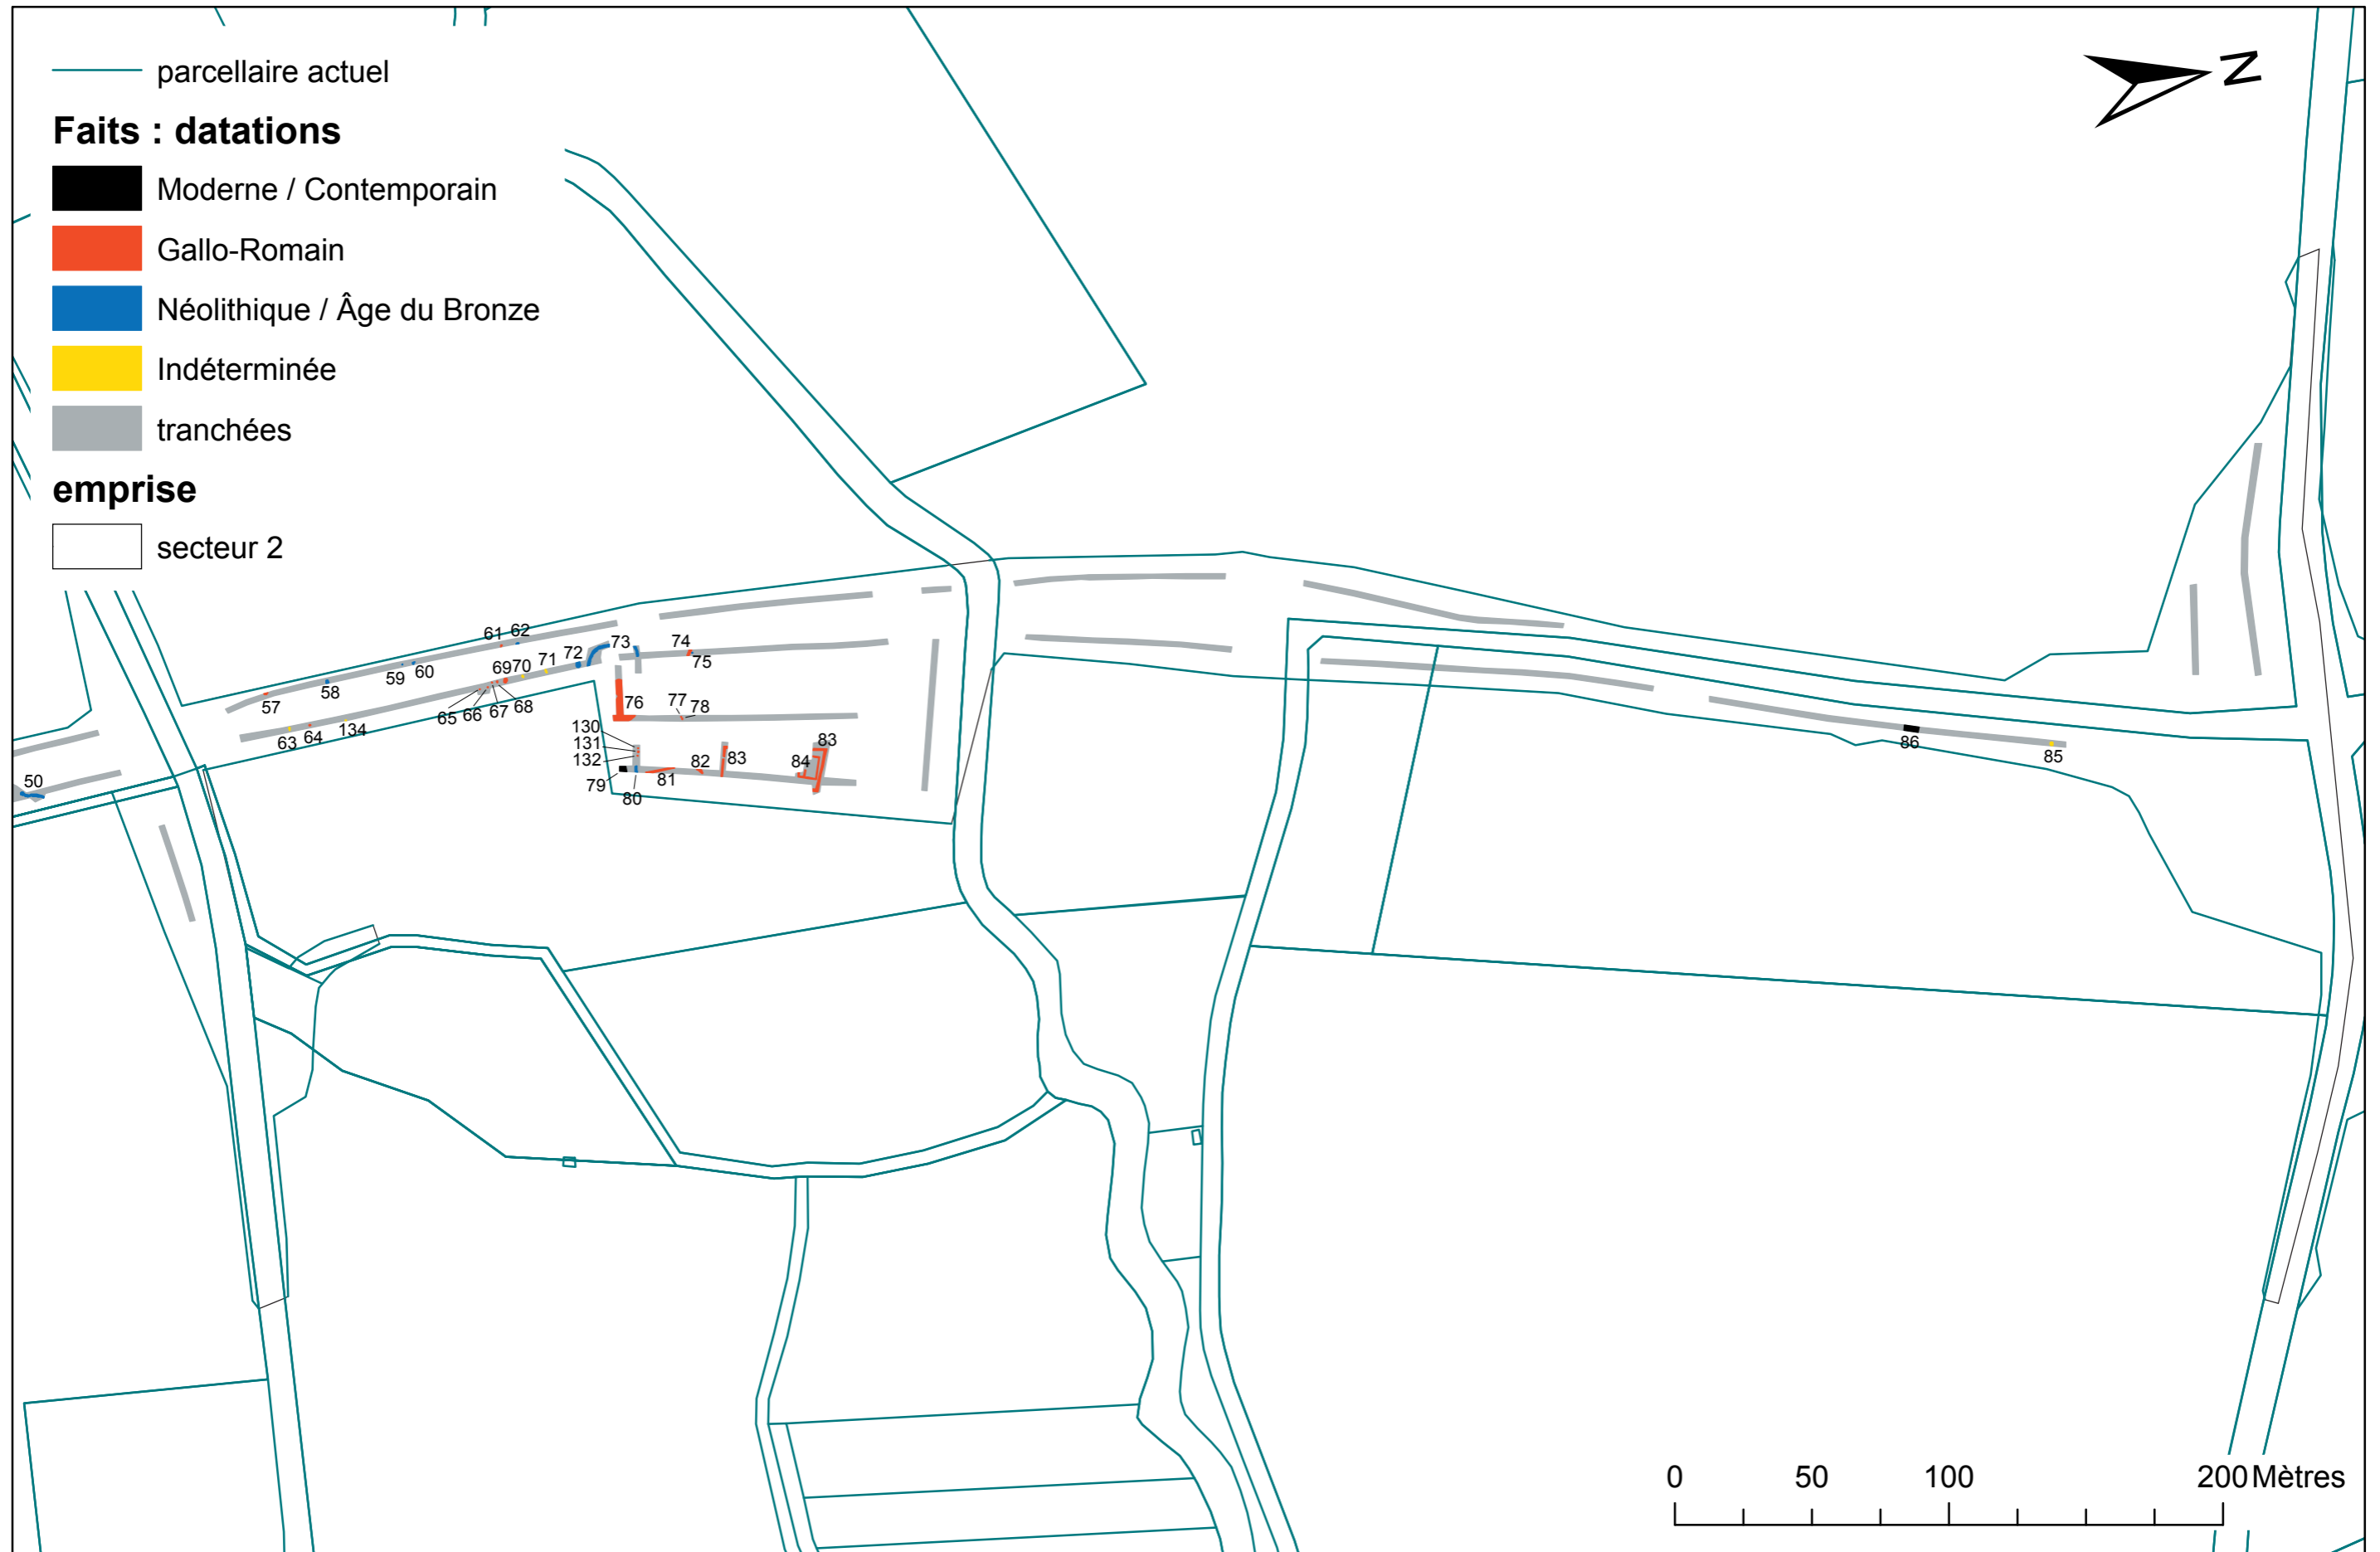 parcellaire actuel
Faits : datations
Moderne / Contemporain
Gallo-Romain
Néolithique / Âge du Bronze
Indéterminée
tranchées
emprise
secteur 2
N
61 62
73 74
72 75
71
69 70
59 60
58
57
65 66 67 68
63 64 134
76 77 78
130
131
132
83
82 83 84
81
79
80
50
86
85
0 50 100 200 Mètres